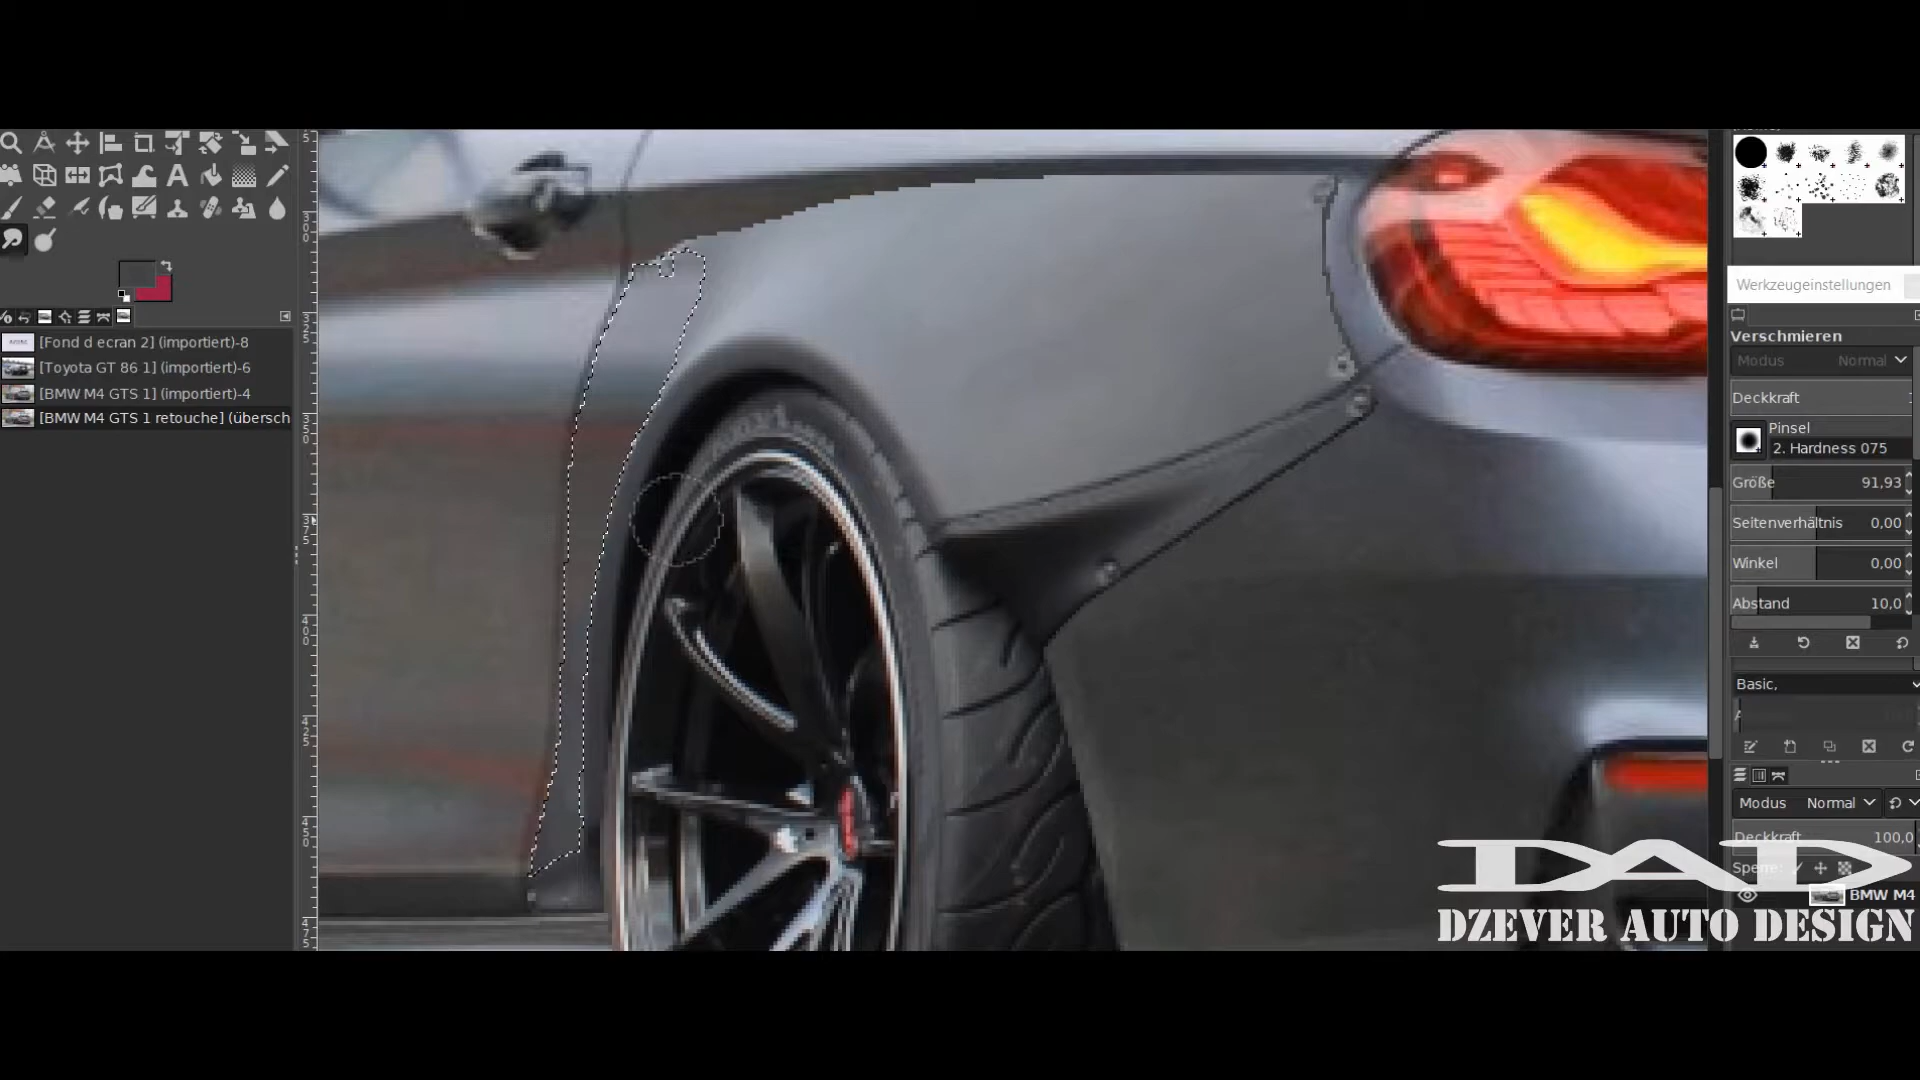 [Fond d ecran 2] (importiert)-8
[Toyota GT 86 1] (importiert)-6
[BMW M4 GTS 1] (importiert)-4
[BMW M4 GTS 1 retouche] (übersch
Werkzeugeinstellungen
Verschmieren
Modus Normal
Deckkraft
Pinsel
2. Hardness 075
Größe 91,93
Seitenverhältnis 0,00
Winkel 0,00
Abstand 10,0
Basic,
Modus Normal
Deckkraft 100,0
Sperre:
BMW M4
DAD
DZEVER AUTO DESIGN